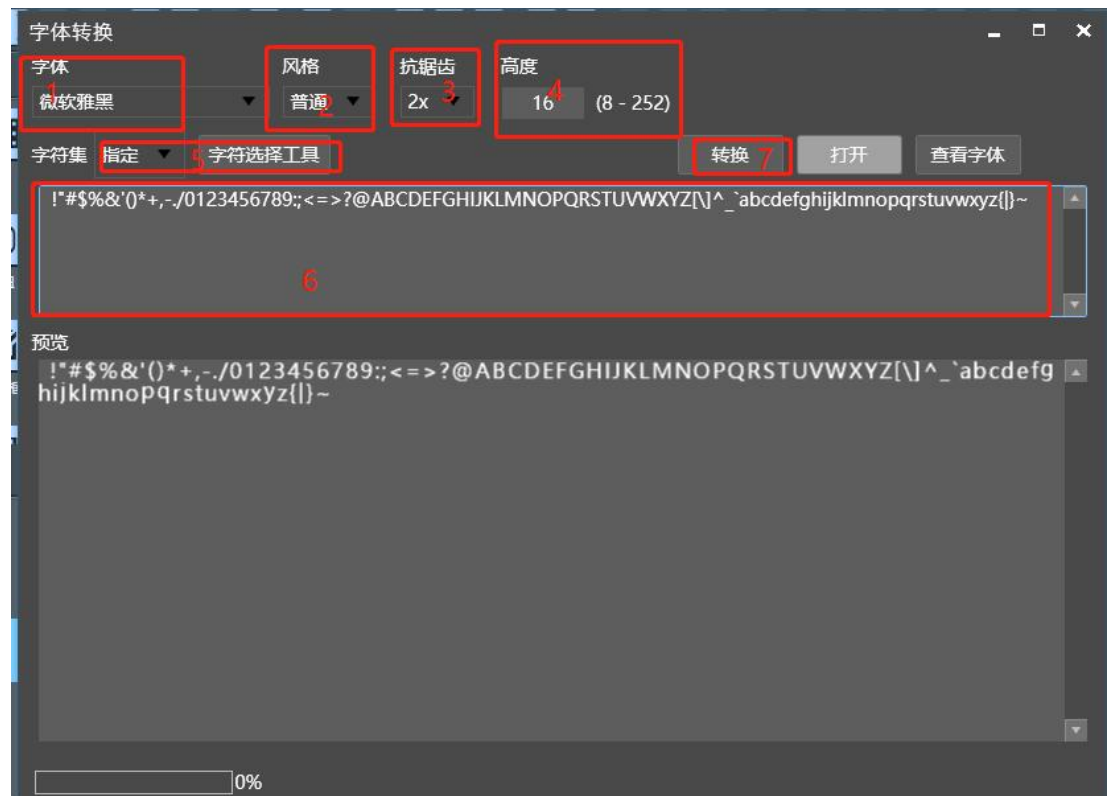 字体转换
字体 风格 抗锯齿 高度
1 2 3 4
微软雅黑 普通 2x 16 (8 - 252)
字符集 指定 5 字符选择工具 转换 7 打开 查看字体
!"#$%&'()*+,-./0123456789:;<=>?@ABCDEFGHIJKLMNOPQRSTUVWXYZ[\]^_`abcdefghijklmnopqrstuvwxyz{|}~
6
预览
!"#$%&'()*+,-./0123456789:;<=>?@ABCDEFGHIJKLMNOPQRSTUVWXYZ[\]^_`abcdefg
hijklmnopqrstuvwxyz{|}~
0%